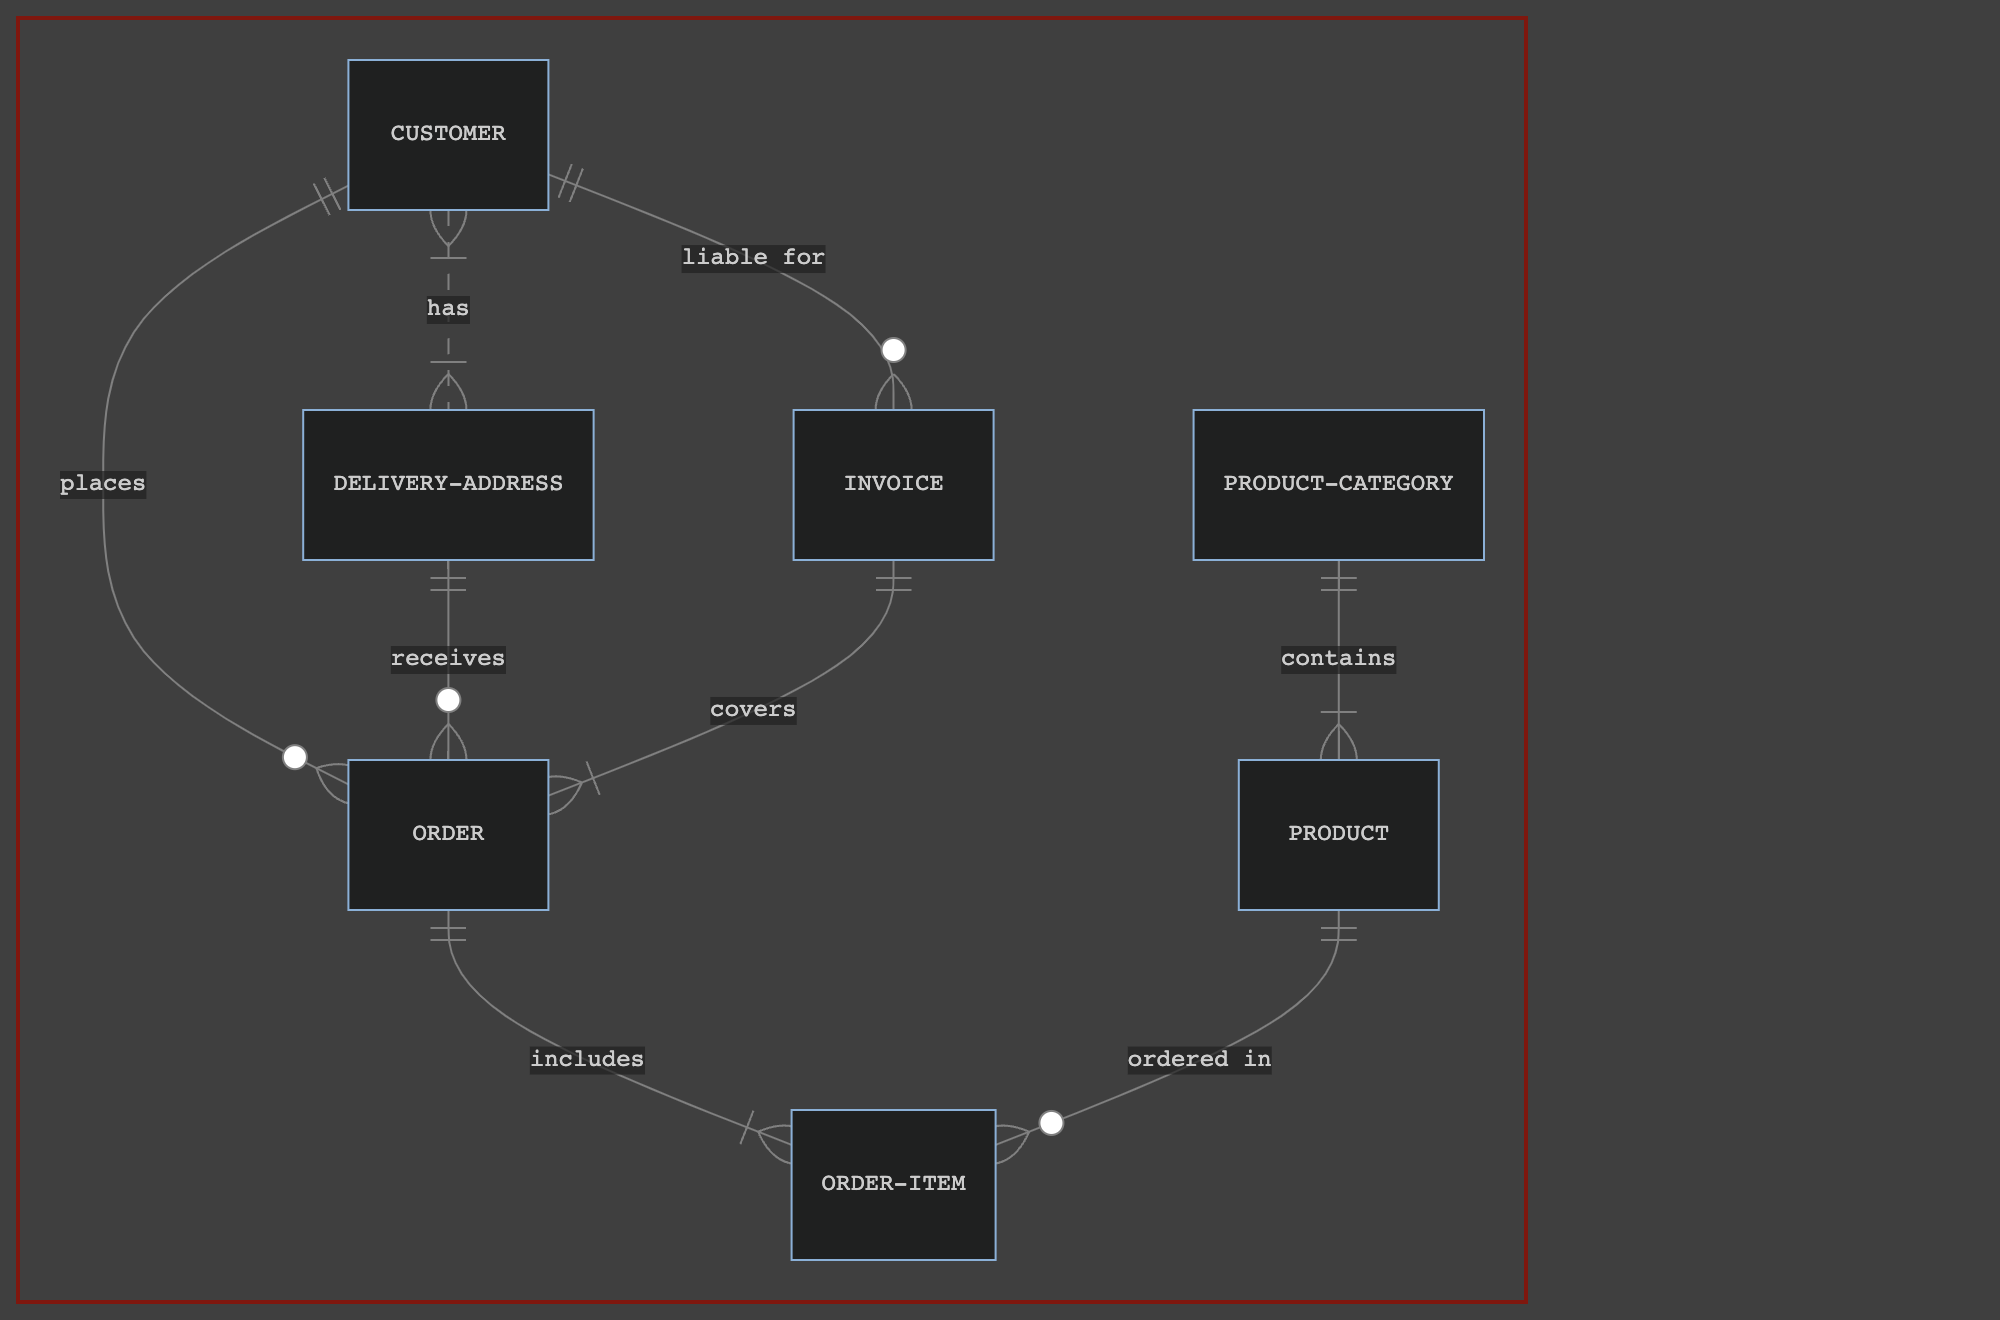 CUSTOMER
liable for
has
places
DELIVERY-ADDRESS
INVOICE
PRODUCT-CATEGORY
receives
contains
covers
ORDER
PRODUCT
includes
ordered in
ORDER-ITEM